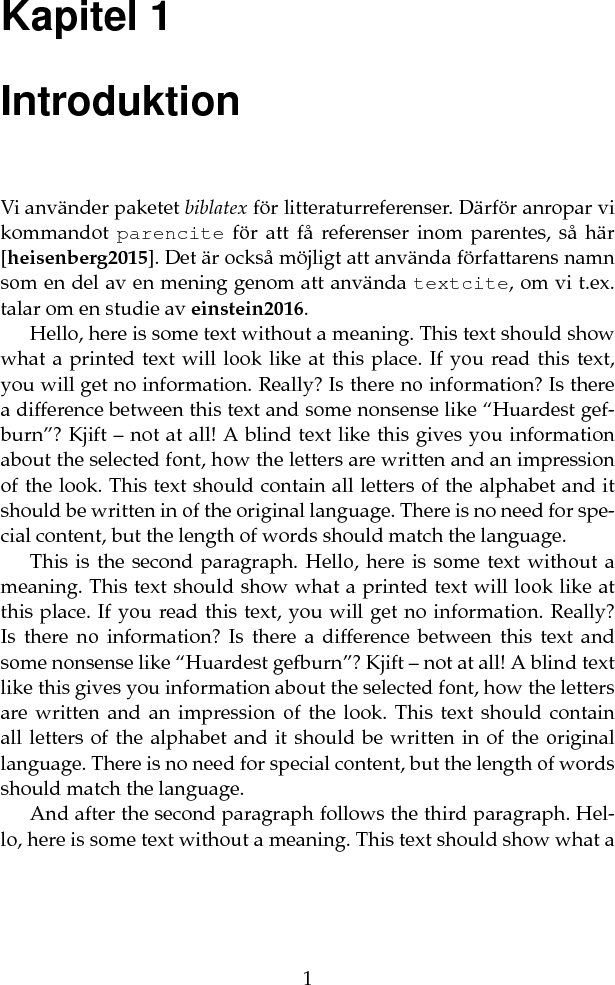 Kapitel 1
Introduktion
Vi använder paketet biblatex för litteraturreferenser. Därför anropar vi
kommandot parencite för att få referenser inom parentes, så här
[heisenberg2015]. Det är också möjligt att använda författarens namn
som en del av en mening genom att använda textcite, om vi t.ex.
talar om en studie av einstein2016.
Hello, here is some text without a meaning. This text should show
what a printed text will look like at this place. If you read this text,
you will get no information. Really? Is there no information? Is there
a difference between this text and some nonsense like “Huardest gef-
burn”? Kjift – not at all! A blind text like this gives you information
about the selected font, how the letters are written and an impression
of the look. This text should contain all letters of the alphabet and it
should be written in of the original language. There is no need for spe-
cial content, but the length of words should match the language.
This is the second paragraph. Hello, here is some text without a
meaning. This text should show what a printed text will look like at
this place. If you read this text, you will get no information. Really?
Is there no information? Is there a difference between this text and
some nonsense like “Huardest gefburn”? Kjift – not at all! A blind text
like this gives you information about the selected font, how the letters
are written and an impression of the look. This text should contain
all letters of the alphabet and it should be written in of the original
language. There is no need for special content, but the length of words
should match the language.
And after the second paragraph follows the third paragraph. Hel-
lo, here is some text without a meaning. This text should show what a
1